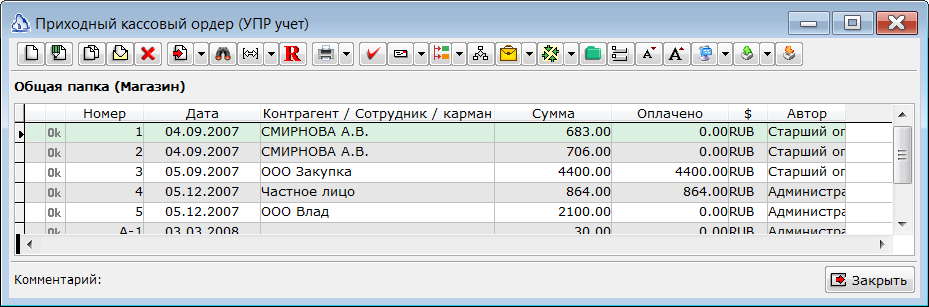 Приходный кассовый ордер (УПР учет)
R
Общая папка (Магазин)
Номер Дата Контрагент / Сотрудник / карман Сумма Оплачено $ Автор
Ok 1 04.09.2007 СМИРНОВА А.В. 683.00 0.00 RUB Старший оп
Ok 2 04.09.2007 СМИРНОВА А.В. 706.00 0.00 RUB Старший оп
Ok 3 05.09.2007 ООО Закупка 4400.00 4400.00 RUB Старший оп
Ok 4 05.12.2007 Частное лицо 864.00 864.00 RUB Администра
Ok 5 05.12.2007 ООО Влад 2100.00 0.00 RUB Администра
Ok А-1 03.03.2008 30.00 0.00 RUB Администра
Комментарий:
Закрыть